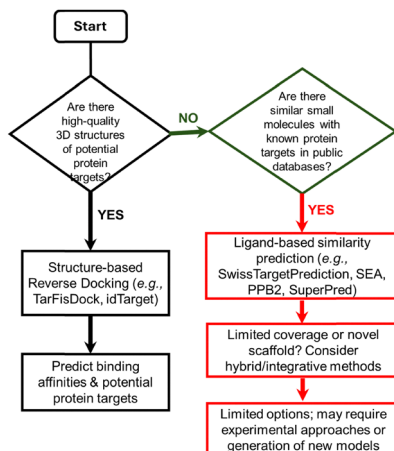 Start
Are there
high-quality
3D structures
of potential
protein
targets?
NO
Are there
similar small
molecules with
known protein
targets in public
databases?
YES
YES
Structure-based
Reverse Docking (e.g.,
TarFisDock, idTarget)
Ligand-based similarity
prediction (e.g.,
SwissTargetPrediction, SEA,
PPB2, SuperPred)
Predict binding
affinities & potential
protein targets
Limited coverage or novel
scaffold? Consider
hybrid/integrative methods
Limited options; may require
experimental approaches or
generation of new models